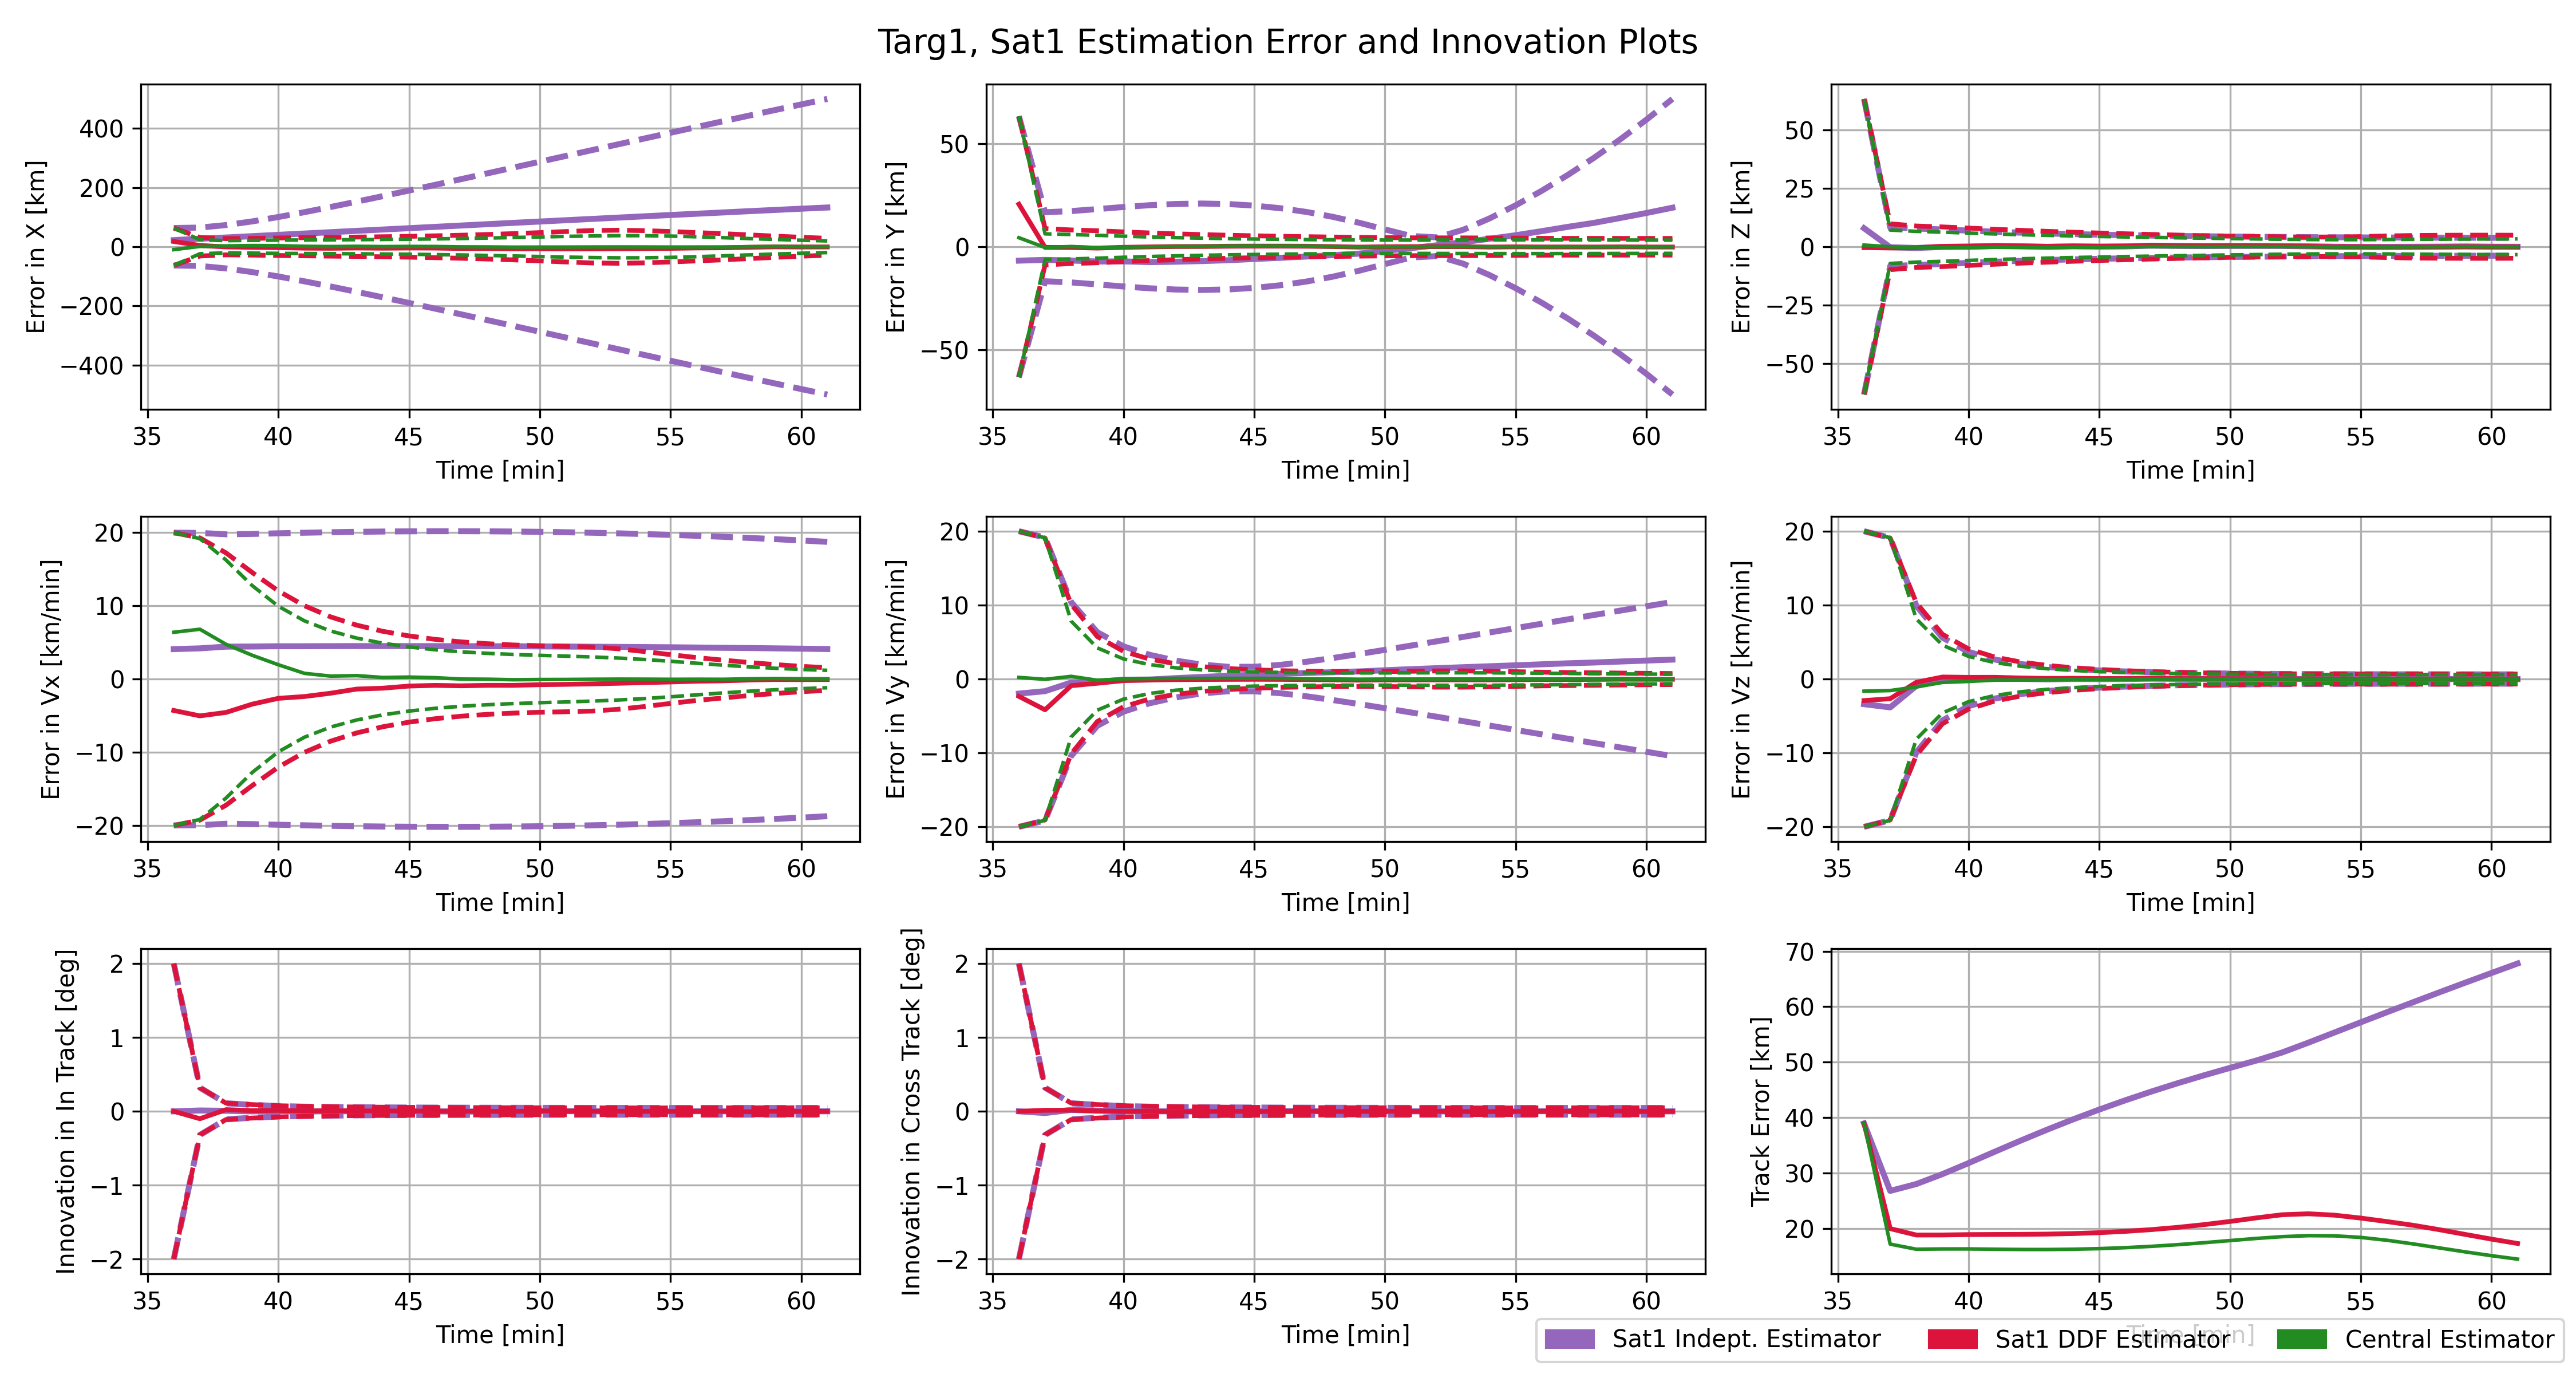 Targ1, Sat1 Estimation Error and Innovation Plots
Error in X [km]
400
200
0
−200
−400
35 40 45 50 55 60
Time [min]
Error in Y [km]
50
0
−50
35 40 45 50 55 60
Time [min]
Error in Z [km]
50
25
0
−25
−50
35 40 45 50 55 60
Time [min]
Error in Vx [km/min]
20
10
0
−10
−20
35 40 45 50 55 60
Time [min]
Error in Vy [km/min]
20
10
0
−10
−20
35 40 45 50 55 60
Time [min]
Error in Vz [km/min]
20
10
0
−10
−20
35 40 45 50 55 60
Time [min]
Innovation in In Track [deg]
2
1
0
−1
−2
35 40 45 50 55 60
Time [min]
Innovation in Cross Track [deg]
2
1
0
−1
−2
35 40 45 50 55 60
Time [min]
Track Error [km]
70
60
50
40
30
20
35 40 45 50 55 60
Time [min]
Sat1 Indept. Estimator Sat1 DDF Estimator Central Estimator